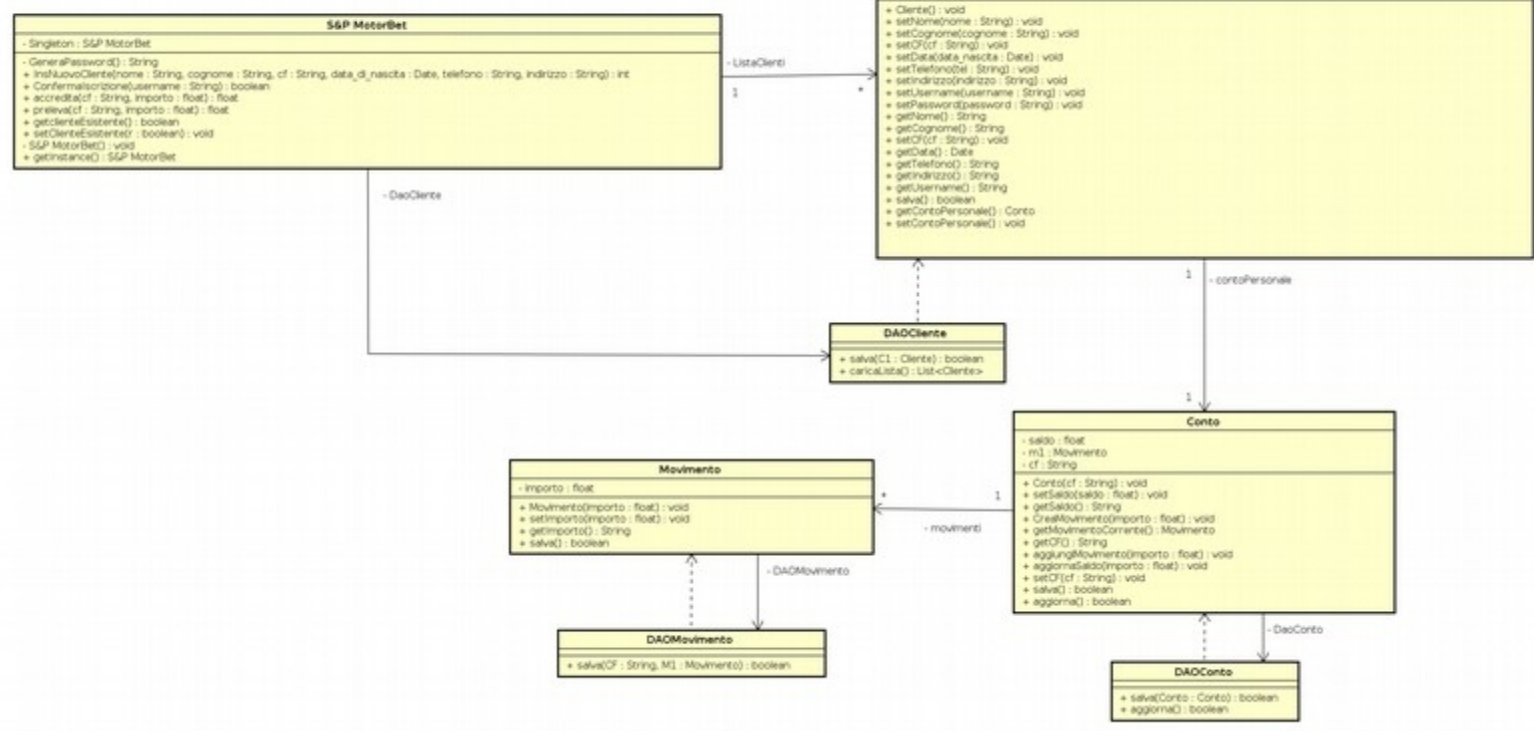 S&P MotorBet
- Singleton : S&P MotorBet
- GeneraPassword() : String
+ InsNuovoCliente(nome : String, cognome : String, cf : String, data_di_nascita : Date, telefono : String, indirizzo : String) : int
+ ConfermaIscrizione(username : String) : boolean
+ accredita(cf : String, importo : float) : float
+ preleva(cf : String, importo : float) : float
+ getclienteEsistente() : boolean
+ setClienteEsistente(r : boolean) : void
- S&P MotorBet() : void
+ getInstance() : S&P MotorBet
- ListaClienti
1
*
+ Cliente() : void
+ setNome(nome : String) : void
+ setCognome(cognome : String) : void
+ setCF(cf : String) : void
+ setData(data_nascita : Date) : void
+ setTelefono(tel : String) : void
+ setIndirizzo(indirizzo : String) : void
+ setUsername(username : String) : void
+ setPassword(password : String) : void
+ getNome() : String
+ getCognome() : String
+ setCF(cf : String) : void
+ getData() : Date
+ getTelefono() : String
+ getIndirizzo() : String
+ getUsername() : String
+ salva() : boolean
+ getContoPersonale() : Conto
+ setContoPersonale() : void
- DaoCliente
1
- contoPersonale
1
DAOCliente
+ salva(C1 : Cliente) : boolean
+ caricaLista() : List<Cliente>
Conto
- saldo : float
- m1 : Movimento
- cf : String
+ Conto(cf : String) : void
+ setSaldo(saldo : float) : void
+ getSaldo() : String
+ CreaMovimento(importo : float) : void
+ getMovimentoCorrente() : Movimento
+ getCF() : String
+ aggiungiMovimento(importo : float) : void
+ aggiornaSaldo(importo : float) : void
+ setCF(cf : String) : void
+ salva() : boolean
+ aggiorna() : boolean
Movimento
- importo : float
+ Movimento(importo : float) : void
+ setImporto(importo : float) : void
+ getImporto() : String
+ salva() : boolean
*
1
- movimenti
- DAOMovimento
DAOMovimento
+ salva(CF : String, M1 : Movimento) : boolean
- DaoConto
DAOConto
+ salva(Conto : Conto) : boolean
+ aggiorna() : boolean